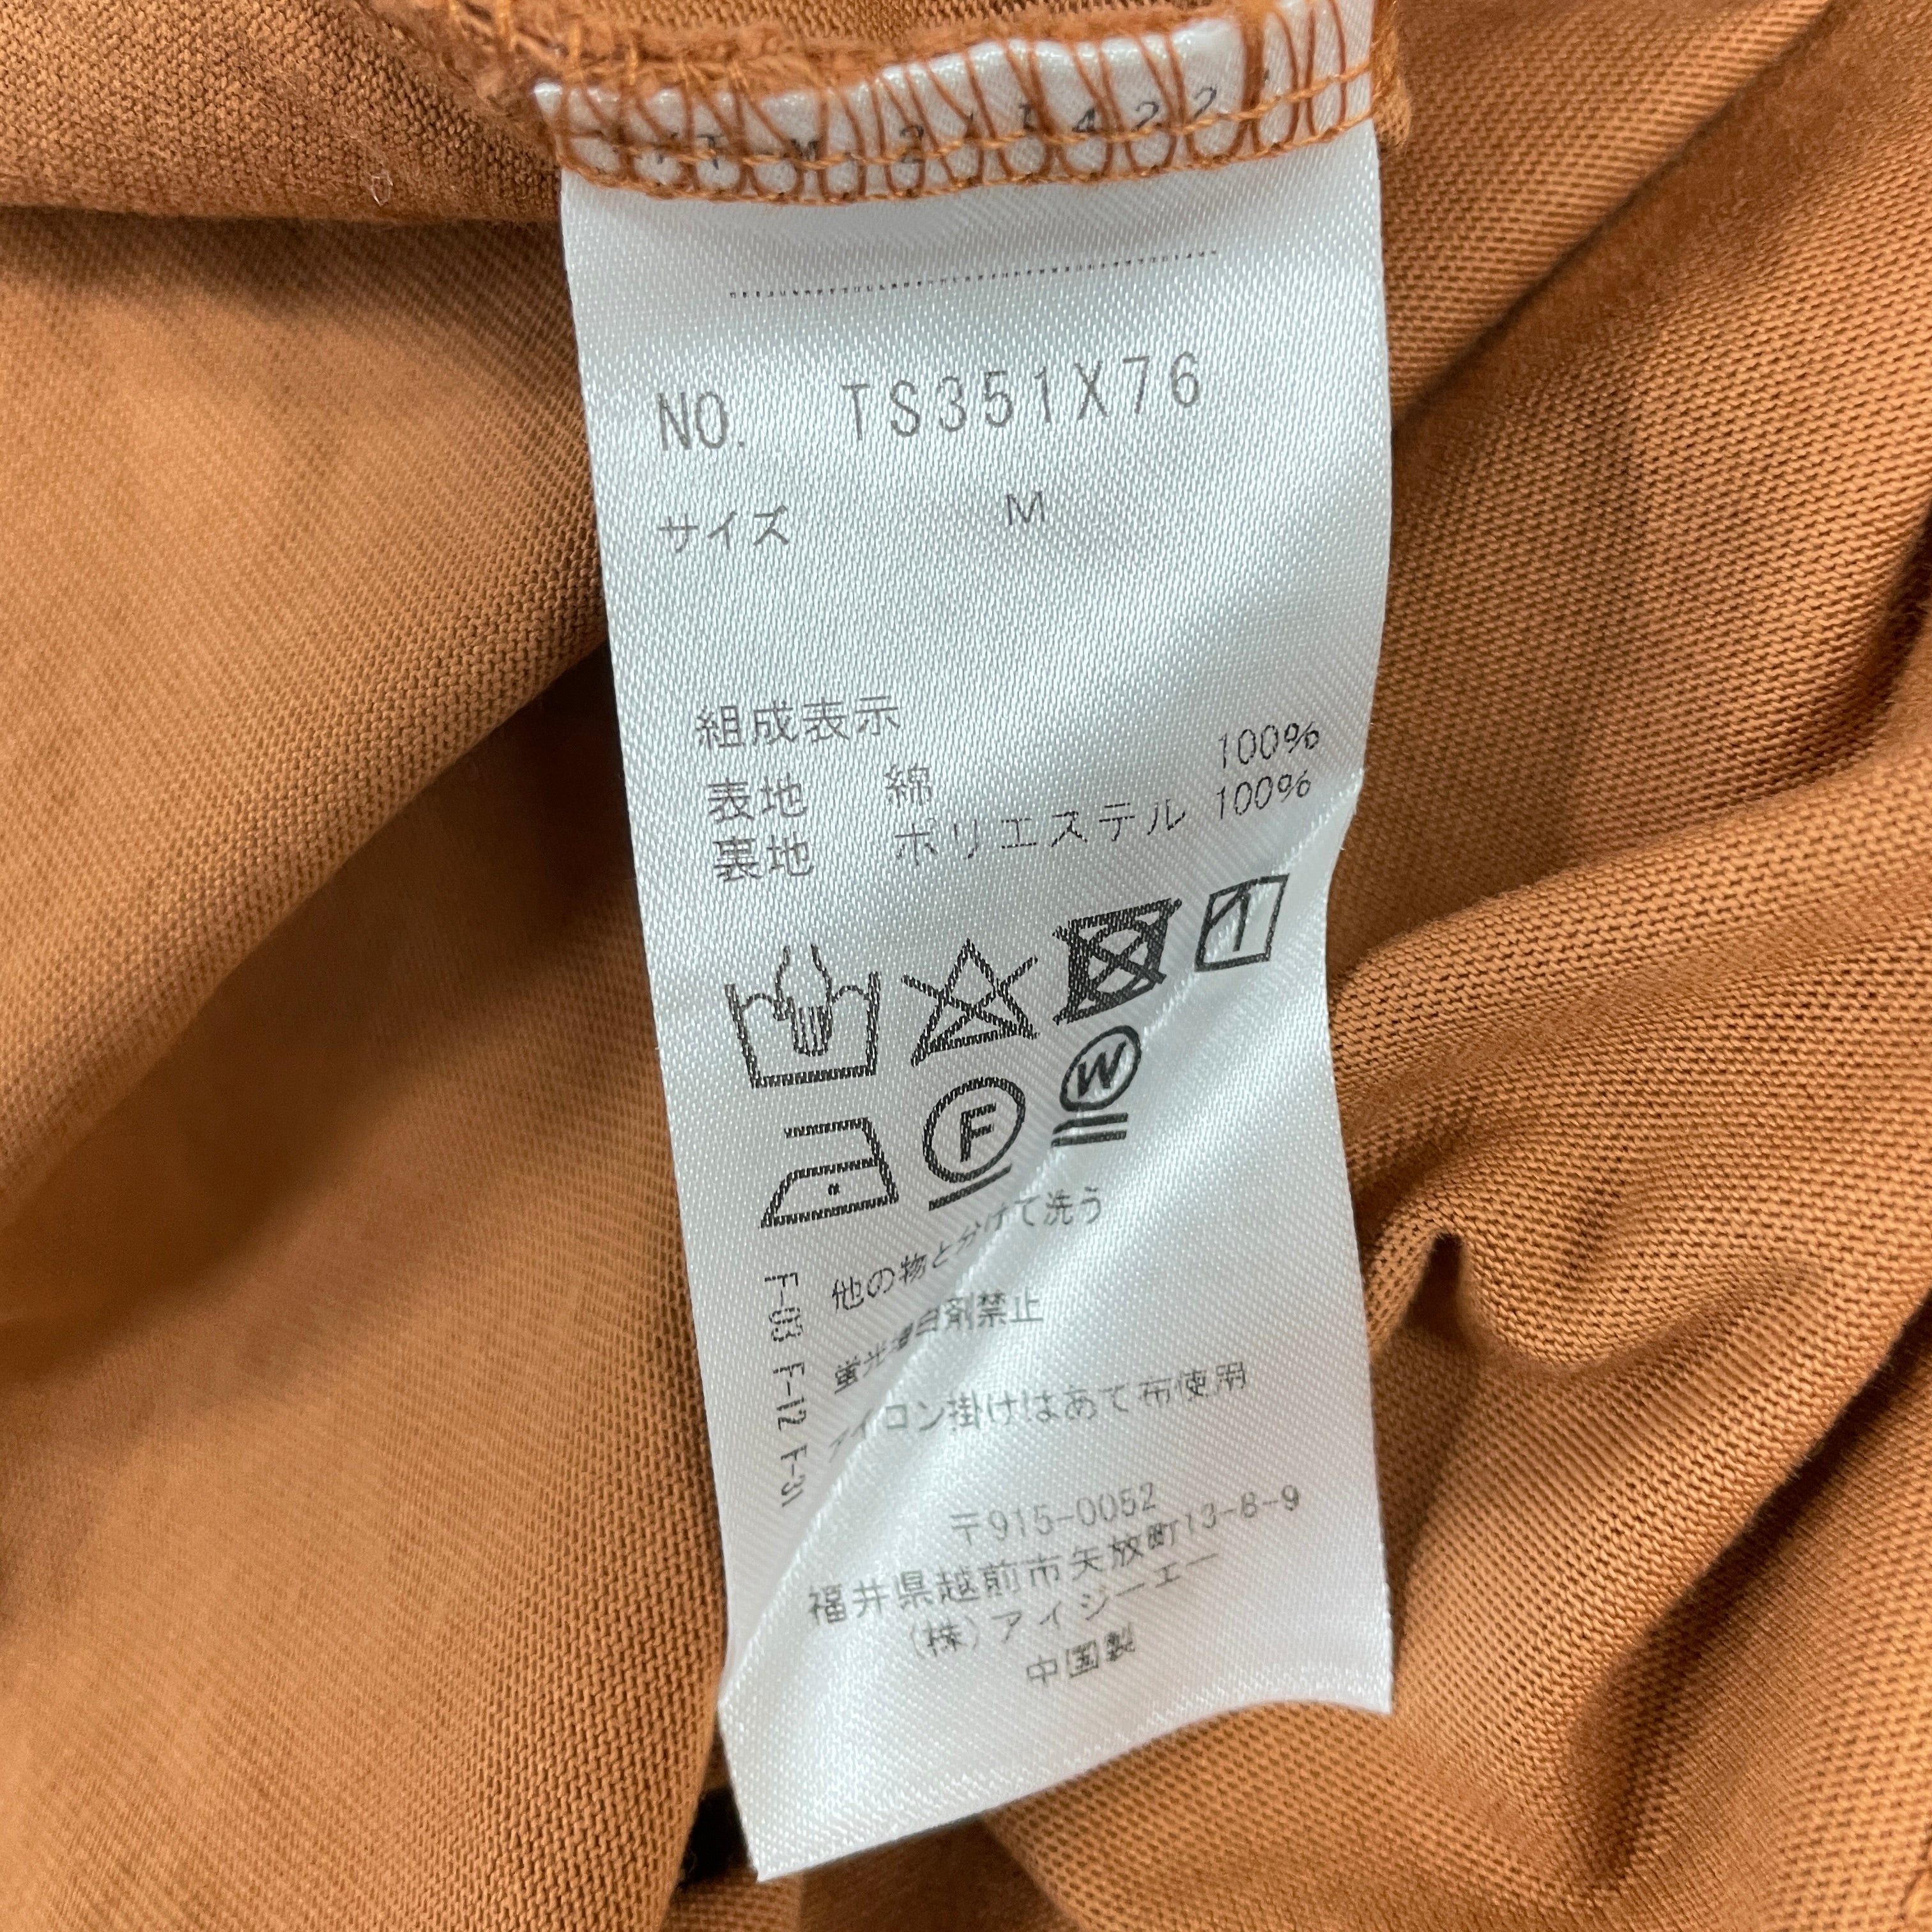 NO. TS351X76
サイズ M
組成表示
表地 綿 100%
裏地 ポリエステル 100%
F
W
他の物と分けて洗う
蛍光増白剤禁止
アイロン掛けはあて布使用
F-03 F-12 F-31
〒915-0052
福井県越前市矢放町13-8-9
(株)アイジーエー
中国製